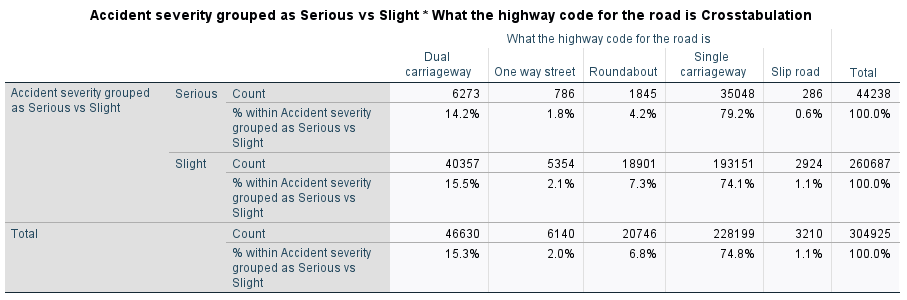 Accident severity grouped as Serious vs Slight * What the highway code for the road is Crosstabulation
What the highway code for the road is
Dual carriageway One way street Roundabout Single carriageway Slip road Total
Accident severity grouped as Serious vs Slight Serious Count 6273 786 1845 35048 286 44238
% within Accident severity grouped as Serious vs Slight 14.2% 1.8% 4.2% 79.2% 0.6% 100.0%
Slight Count 40357 5354 18901 193151 2924 260687
% within Accident severity grouped as Serious vs Slight 15.5% 2.1% 7.3% 74.1% 1.1% 100.0%
Total Count 46630 6140 20746 228199 3210 304925
% within Accident severity grouped as Serious vs Slight 15.3% 2.0% 6.8% 74.8% 1.1% 100.0%